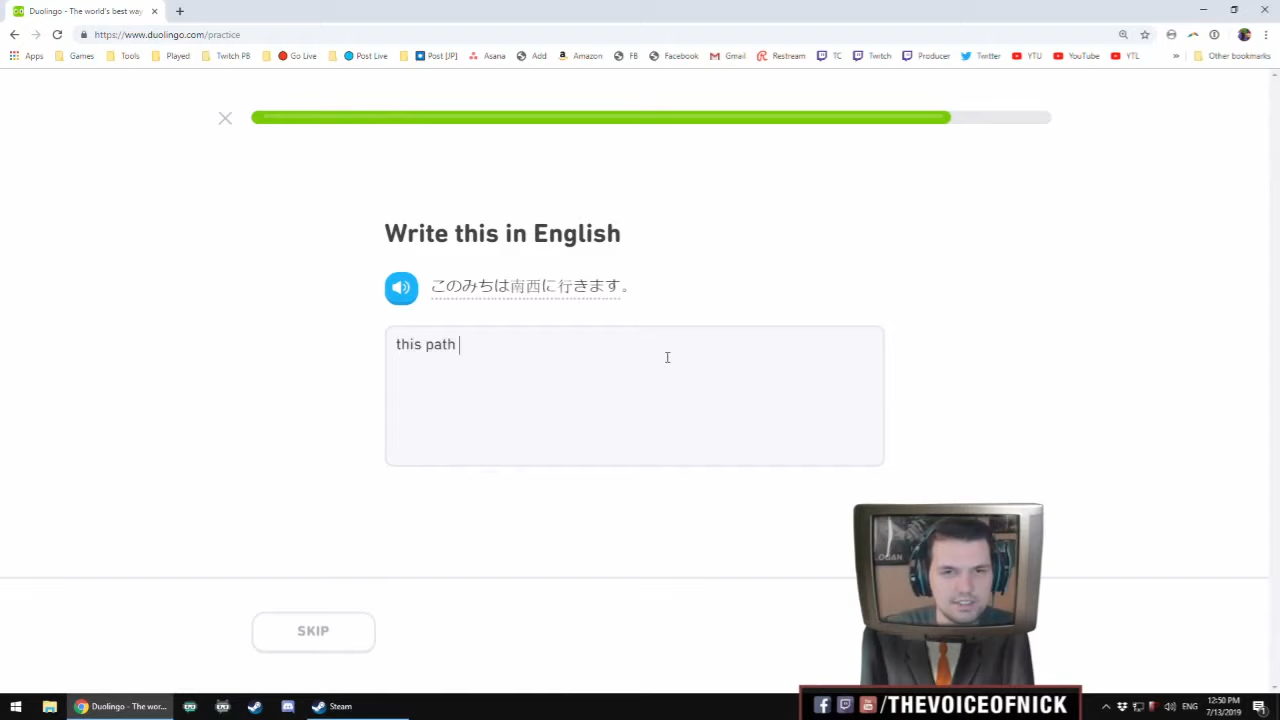 Duolingo - The world's best way
https://www.duolingo.com/practice
Apps Games Tools Played Twitch PB Go Live Post Live Post [JP] Asana Add Amazon FB Facebook Gmail Restream TC Twitch Producer Twitter YTU YouTube YTL » Other bookmarks
Write this in English
このみちは南西に行きます。
this path
SKIP
OGAN
/THEVOICEOFNICK
Duolingo - The wor... Steam
ENG
12:50 PM
7/13/2019